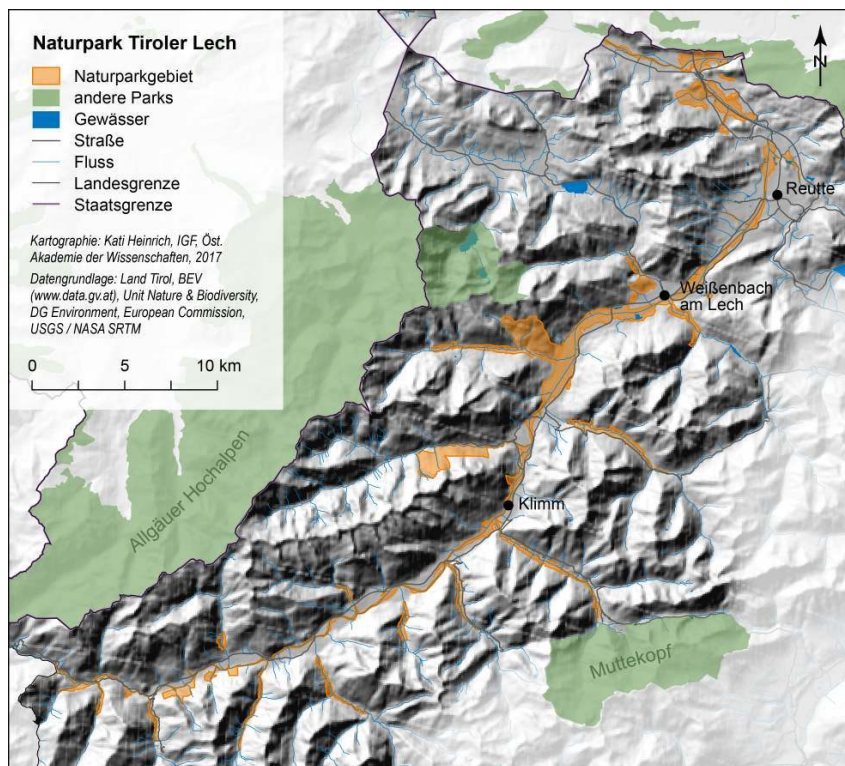 Naturpark Tiroler Lech
Naturparkgebiet
andere Parks
Gewässer
Straße
Fluss
Landesgrenze
Staatsgrenze
Kartographie: Kati Heinrich, IGF, Öst.
Akademie der Wissenschaften, 2017
Datengrundlage: Land Tirol, BEV
(www.data.gv.at), Unit Nature & Biodiversity,
DG Environment, European Commission,
USGS / NASA SRTM
0 5 10 km
N
Reutte
Weißenbach
am Lech
Klimm
Allgäuer Hochalpen
Muttekopf